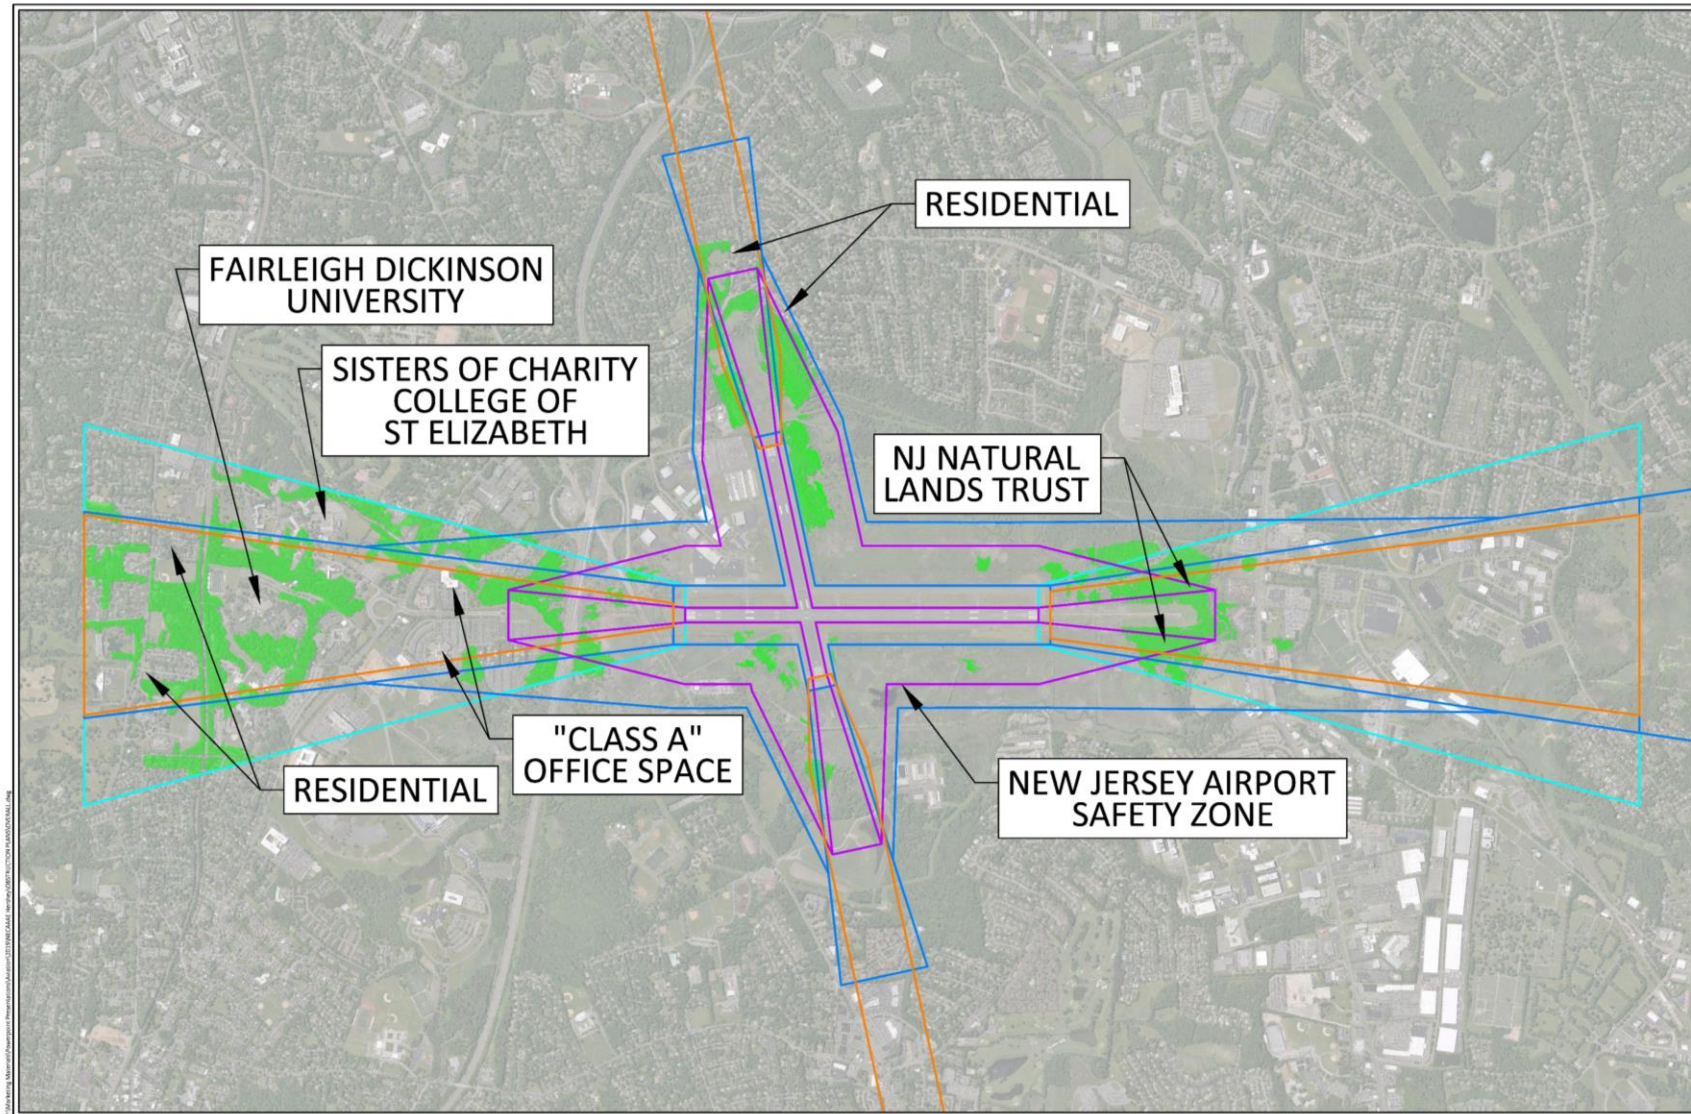 RESIDENTIAL
FAIRLEIGH DICKINSON
UNIVERSITY
SISTERS OF CHARITY
COLLEGE OF
ST ELIZABETH
NJ NATURAL
LANDS TRUST
"CLASS A"
OFFICE SPACE
RESIDENTIAL
NEW JERSEY AIRPORT
SAFETY ZONE